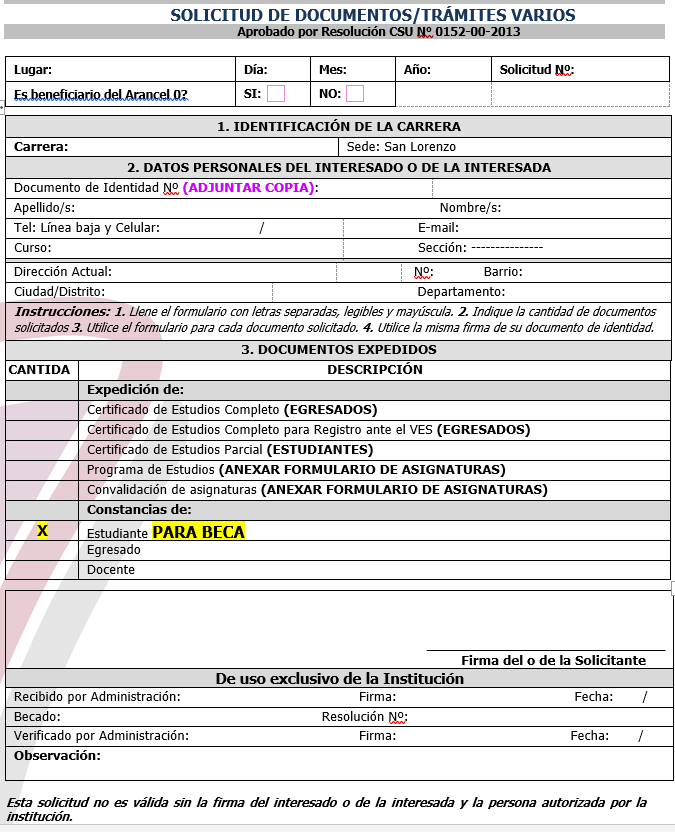 SOLICITUD DE DOCUMENTOS/TRÁMITES VARIOS
Aprobado por Resolución CSU Nº 0152-00-2013
Lugar: Día: Mes: Año: Solicitud Nº:
Es beneficiario del Arancel 0? SI: NO:
1. IDENTIFICACIÓN DE LA CARRERA
Carrera: Sede: San Lorenzo
2. DATOS PERSONALES DEL INTERESADO O DE LA INTERESADA
Documento de Identidad Nº (ADJUNTAR COPIA):
Apellido/s: Nombre/s:
Tel: Línea baja y Celular: / E-mail:
Curso: Sección: ---------------
Dirección Actual: Nº: Barrio:
Ciudad/Distrito: Departamento:
Instrucciones: 1. Llene el formulario con letras separadas, legibles y mayúscula. 2. Indique la cantidad de documentos
solicitados 3. Utilice el formulario para cada documento solicitado. 4. Utilice la misma firma de su documento de identidad.
3. DOCUMENTOS EXPEDIDOS
CANTIDA DESCRIPCIÓN
Expedición de:
Certificado de Estudios Completo (EGRESADOS)
Certificado de Estudios Completo para Registro ante el VES (EGRESADOS)
Certificado de Estudios Parcial (ESTUDIANTES)
Programa de Estudios (ANEXAR FORMULARIO DE ASIGNATURAS)
Convalidación de asignaturas (ANEXAR FORMULARIO DE ASIGNATURAS)
Constancias de:
X Estudiante PARA BECA
Egresado
Docente
Firma del o de la Solicitante
De uso exclusivo de la Institución
Recibido por Administración: Firma: Fecha: /
Becado: Resolución Nº:
Verificado por Administración: Firma: Fecha: /
Observación:
Esta solicitud no es válida sin la firma del interesado o de la interesada y la persona autorizada por la
institución.